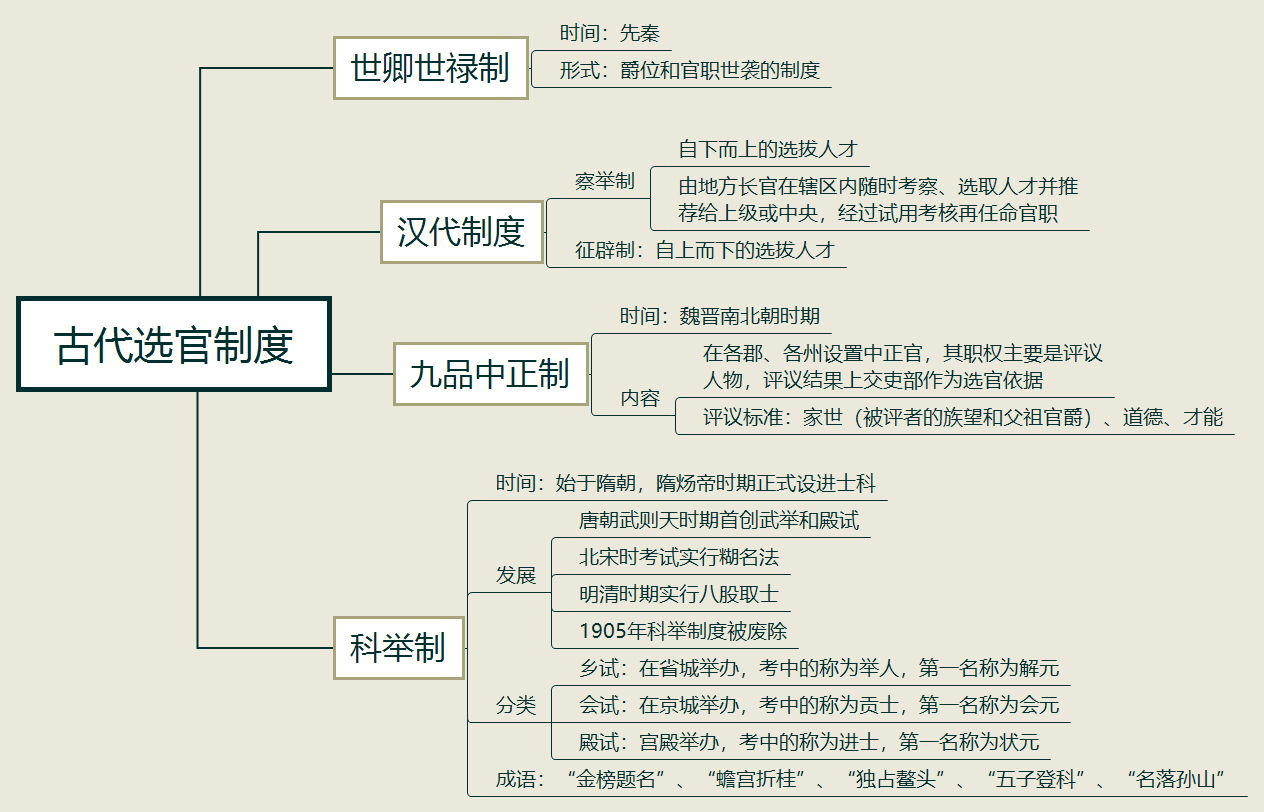 古代选官制度
世卿世禄制
时间：先秦
形式：爵位和官职世袭的制度
汉代制度
察举制
自下而上的选拔人才
由地方长官在辖区内随时考察、选取人才并推
荐给上级或中央，经过试用考核再任命官职
征辟制：自上而下的选拔人才
九品中正制
时间：魏晋南北朝时期
内容
在各郡、各州设置中正官，其职权主要是评议
人物，评议结果上交吏部作为选官依据
评议标准：家世（被评者的族望和父祖官爵）、道德、才能
科举制
时间：始于隋朝，隋炀帝时期正式设进士科
发展
唐朝武则天时期首创武举和殿试
北宋时考试实行糊名法
明清时期实行八股取士
1905年科举制度被废除
分类
乡试：在省城举办，考中的称为举人，第一名称为解元
会试：在京城举办，考中的称为贡士，第一名称为会元
殿试：宫殿举办，考中的称为进士，第一名称为状元
成语：“金榜题名”、“蟾宫折桂”、“独占鳌头”、“五子登科”、“名落孙山”